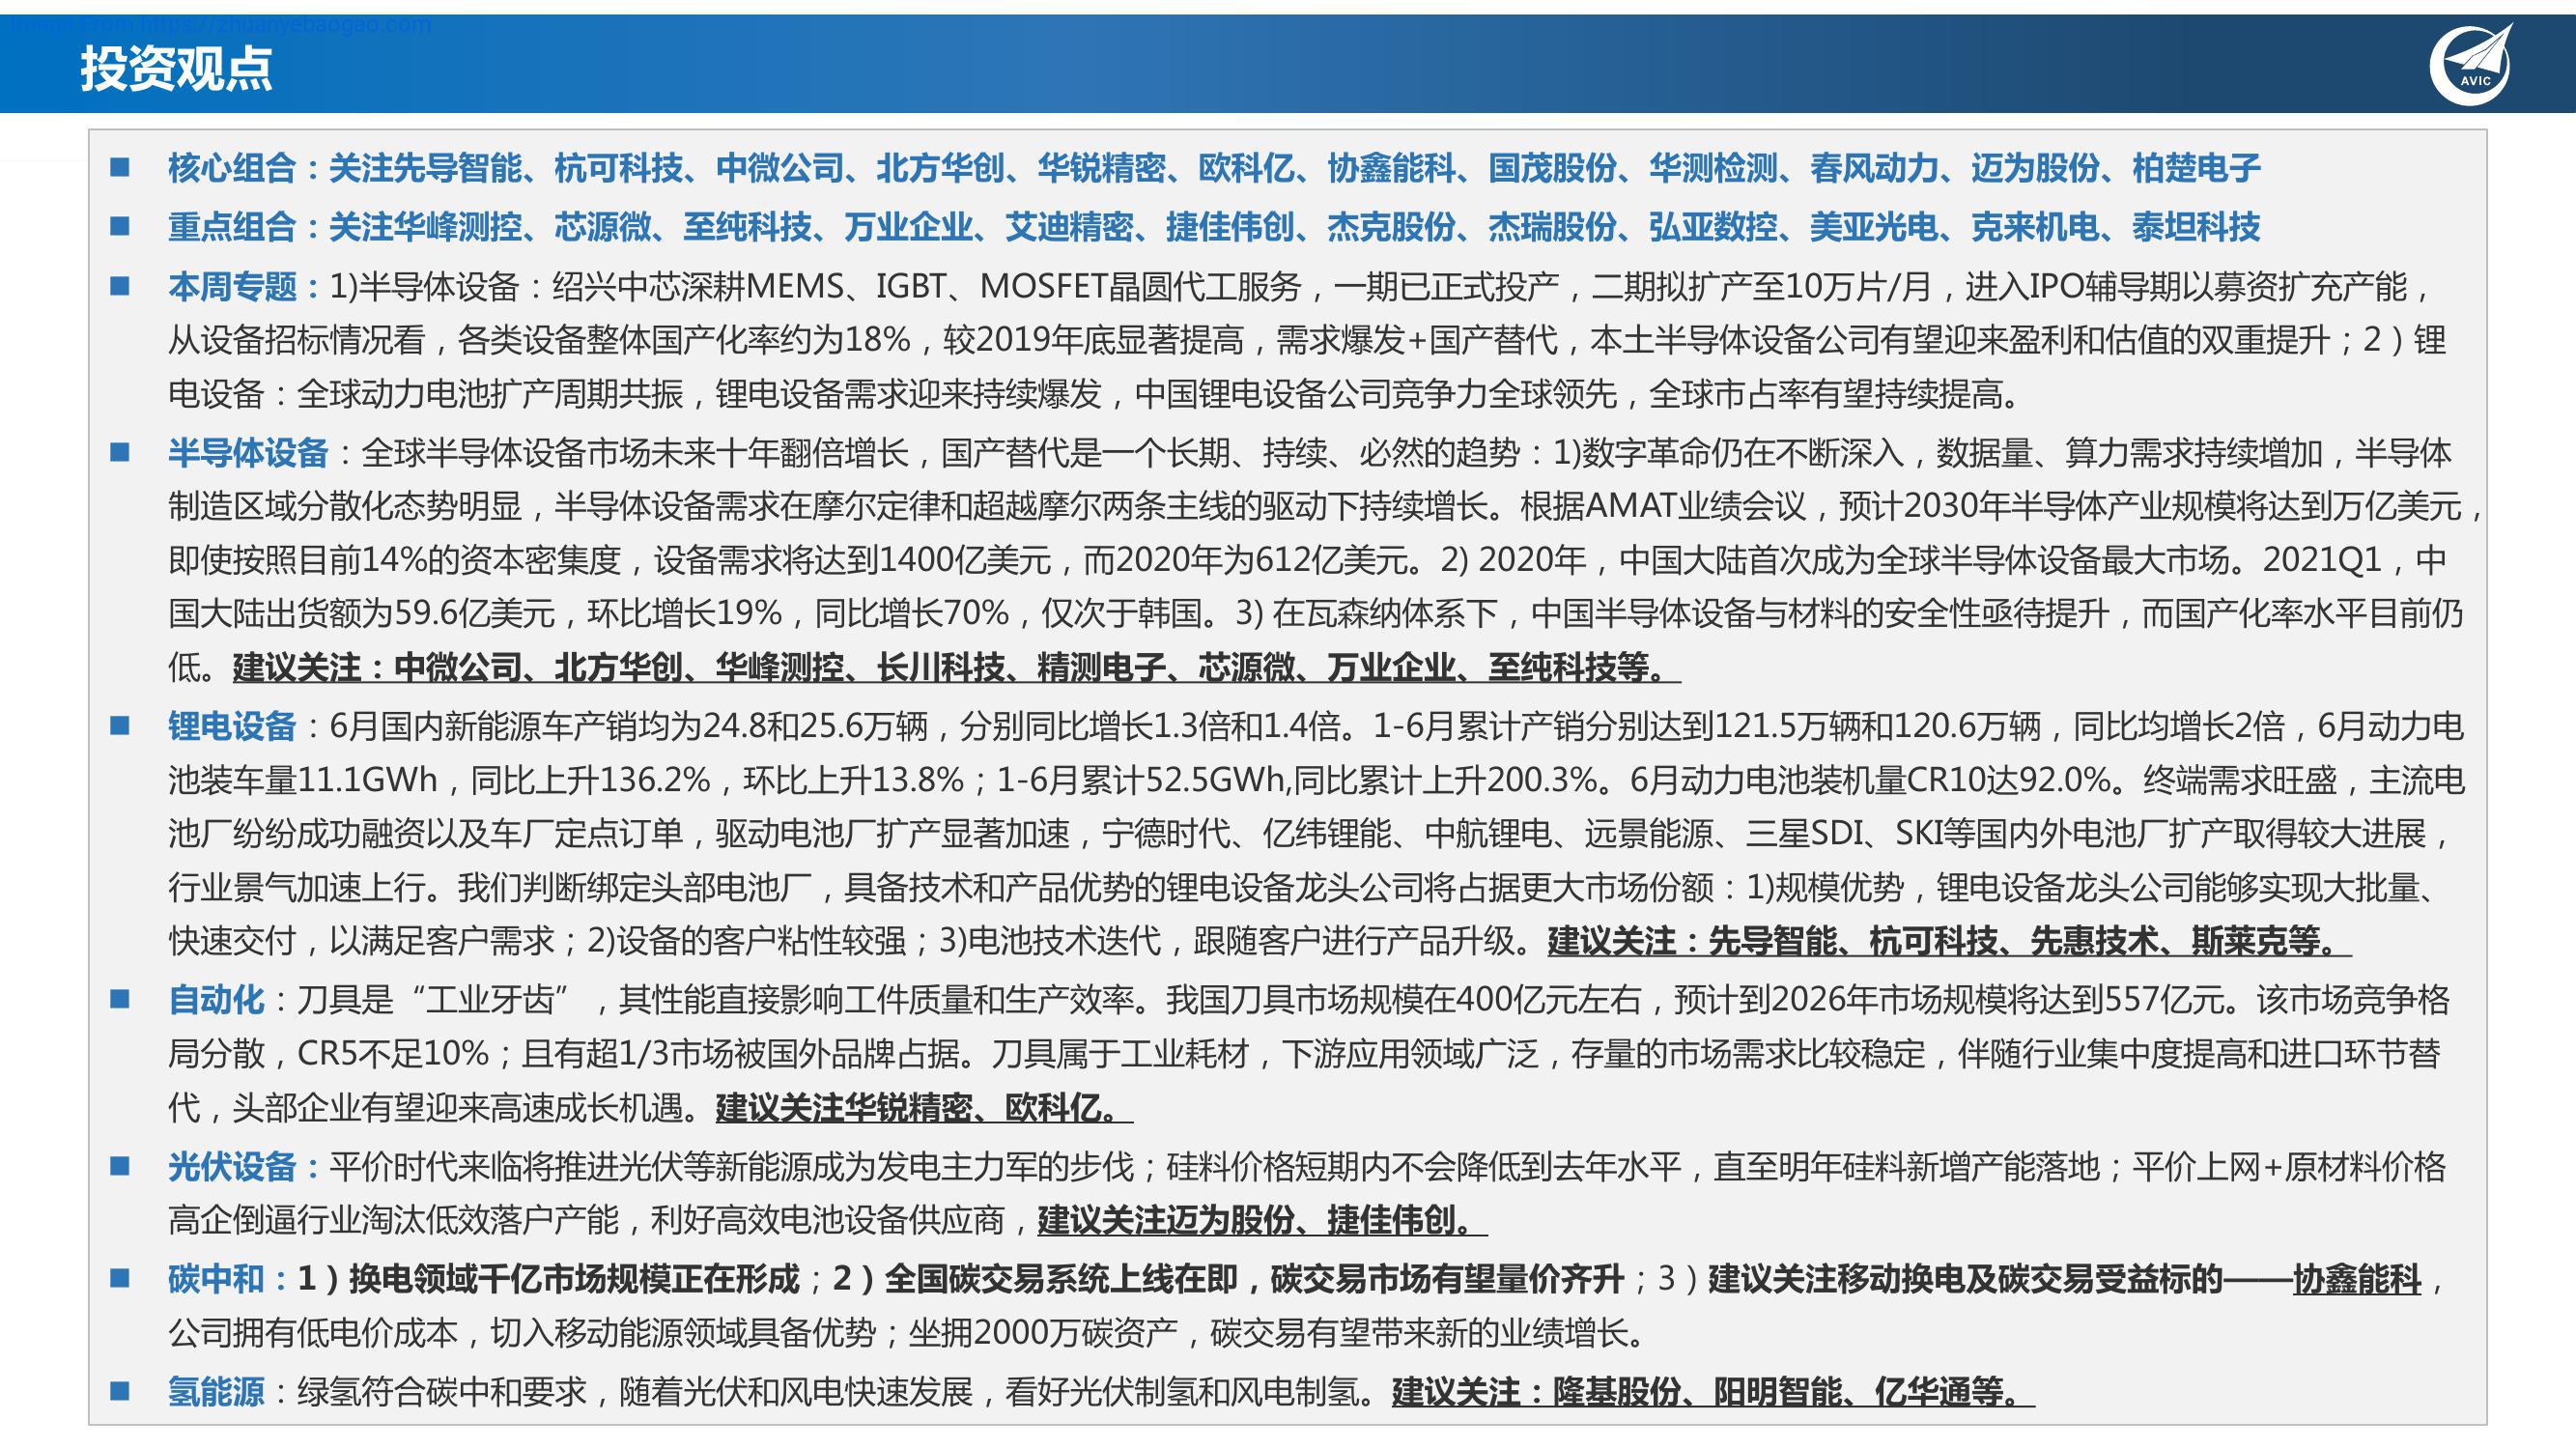 Image From https://zhuanyebaogao.com
投资观点
AVIC
■ 核心组合：关注先导智能、杭可科技、中微公司、北方华创、华锐精密、欧科亿、协鑫能科、国茂股份、华测检测、春风动力、迈为股份、柏楚电子
■ 重点组合：关注华峰测控、芯源微、至纯科技、万业企业、艾迪精密、捷佳伟创、杰克股份、杰瑞股份、弘亚数控、美亚光电、克来机电、泰坦科技
■ 本周专题：1)半导体设备：绍兴中芯深耕MEMS、IGBT、MOSFET晶圆代工服务，一期已正式投产，二期拟扩产至10万片/月，进入IPO辅导期以募资扩充产能，
从设备招标情况看，各类设备整体国产化率约为18%，较2019年底显著提高，需求爆发+国产替代，本土半导体设备公司有望迎来盈利和估值的双重提升；2）锂
电设备：全球动力电池扩产周期共振，锂电设备需求迎来持续爆发，中国锂电设备公司竞争力全球领先，全球市占率有望持续提高。
■ 半导体设备：全球半导体设备市场未来十年翻倍增长，国产替代是一个长期、持续、必然的趋势：1)数字革命仍在不断深入，数据量、算力需求持续增加，半导体
制造区域分散化态势明显，半导体设备需求在摩尔定律和超越摩尔两条主线的驱动下持续增长。根据AMAT业绩会议，预计2030年半导体产业规模将达到万亿美元，
即使按照目前14%的资本密集度，设备需求将达到1400亿美元，而2020年为612亿美元。2) 2020年，中国大陆首次成为全球半导体设备最大市场。2021Q1，中
国大陆出货额为59.6亿美元，环比增长19%，同比增长70%，仅次于韩国。3) 在瓦森纳体系下，中国半导体设备与材料的安全性亟待提升，而国产化率水平目前仍
低。建议关注：中微公司、北方华创、华峰测控、长川科技、精测电子、芯源微、万业企业、至纯科技等。
■ 锂电设备：6月国内新能源车产销均为24.8和25.6万辆，分别同比增长1.3倍和1.4倍。1-6月累计产销分别达到121.5万辆和120.6万辆，同比均增长2倍，6月动力电
池装车量11.1GWh，同比上升136.2%，环比上升13.8%；1-6月累计52.5GWh,同比累计上升200.3%。6月动力电池装机量CR10达92.0%。终端需求旺盛，主流电
池厂纷纷成功融资以及车厂定点订单，驱动电池厂扩产显著加速，宁德时代、亿纬锂能、中航锂电、远景能源、三星SDI、SKI等国内外电池厂扩产取得较大进展，
行业景气加速上行。我们判断绑定头部电池厂，具备技术和产品优势的锂电设备龙头公司将占据更大市场份额：1)规模优势，锂电设备龙头公司能够实现大批量、
快速交付，以满足客户需求；2)设备的客户粘性较强；3)电池技术迭代，跟随客户进行产品升级。建议关注：先导智能、杭可科技、先惠技术、斯莱克等。
■ 自动化：刀具是“工业牙齿”，其性能直接影响工件质量和生产效率。我国刀具市场规模在400亿元左右，预计到2026年市场规模将达到557亿元。该市场竞争格
局分散，CR5不足10%；且有超1/3市场被国外品牌占据。刀具属于工业耗材，下游应用领域广泛，存量的市场需求比较稳定，伴随行业集中度提高和进口环节替
代，头部企业有望迎来高速成长机遇。建议关注华锐精密、欧科亿。
■ 光伏设备：平价时代来临将推进光伏等新能源成为发电主力军的步伐；硅料价格短期内不会降低到去年水平，直至明年硅料新增产能落地；平价上网+原材料价格
高企倒逼行业淘汰低效落户产能，利好高效电池设备供应商，建议关注迈为股份、捷佳伟创。
■ 碳中和：1）换电领域千亿市场规模正在形成；2）全国碳交易系统上线在即，碳交易市场有望量价齐升；3）建议关注移动换电及碳交易受益标的——协鑫能科，
公司拥有低电价成本，切入移动能源领域具备优势；坐拥2000万碳资产，碳交易有望带来新的业绩增长。
■ 氢能源：绿氢符合碳中和要求，随着光伏和风电快速发展，看好光伏制氢和风电制氢。建议关注：隆基股份、阳明智能、亿华通等。